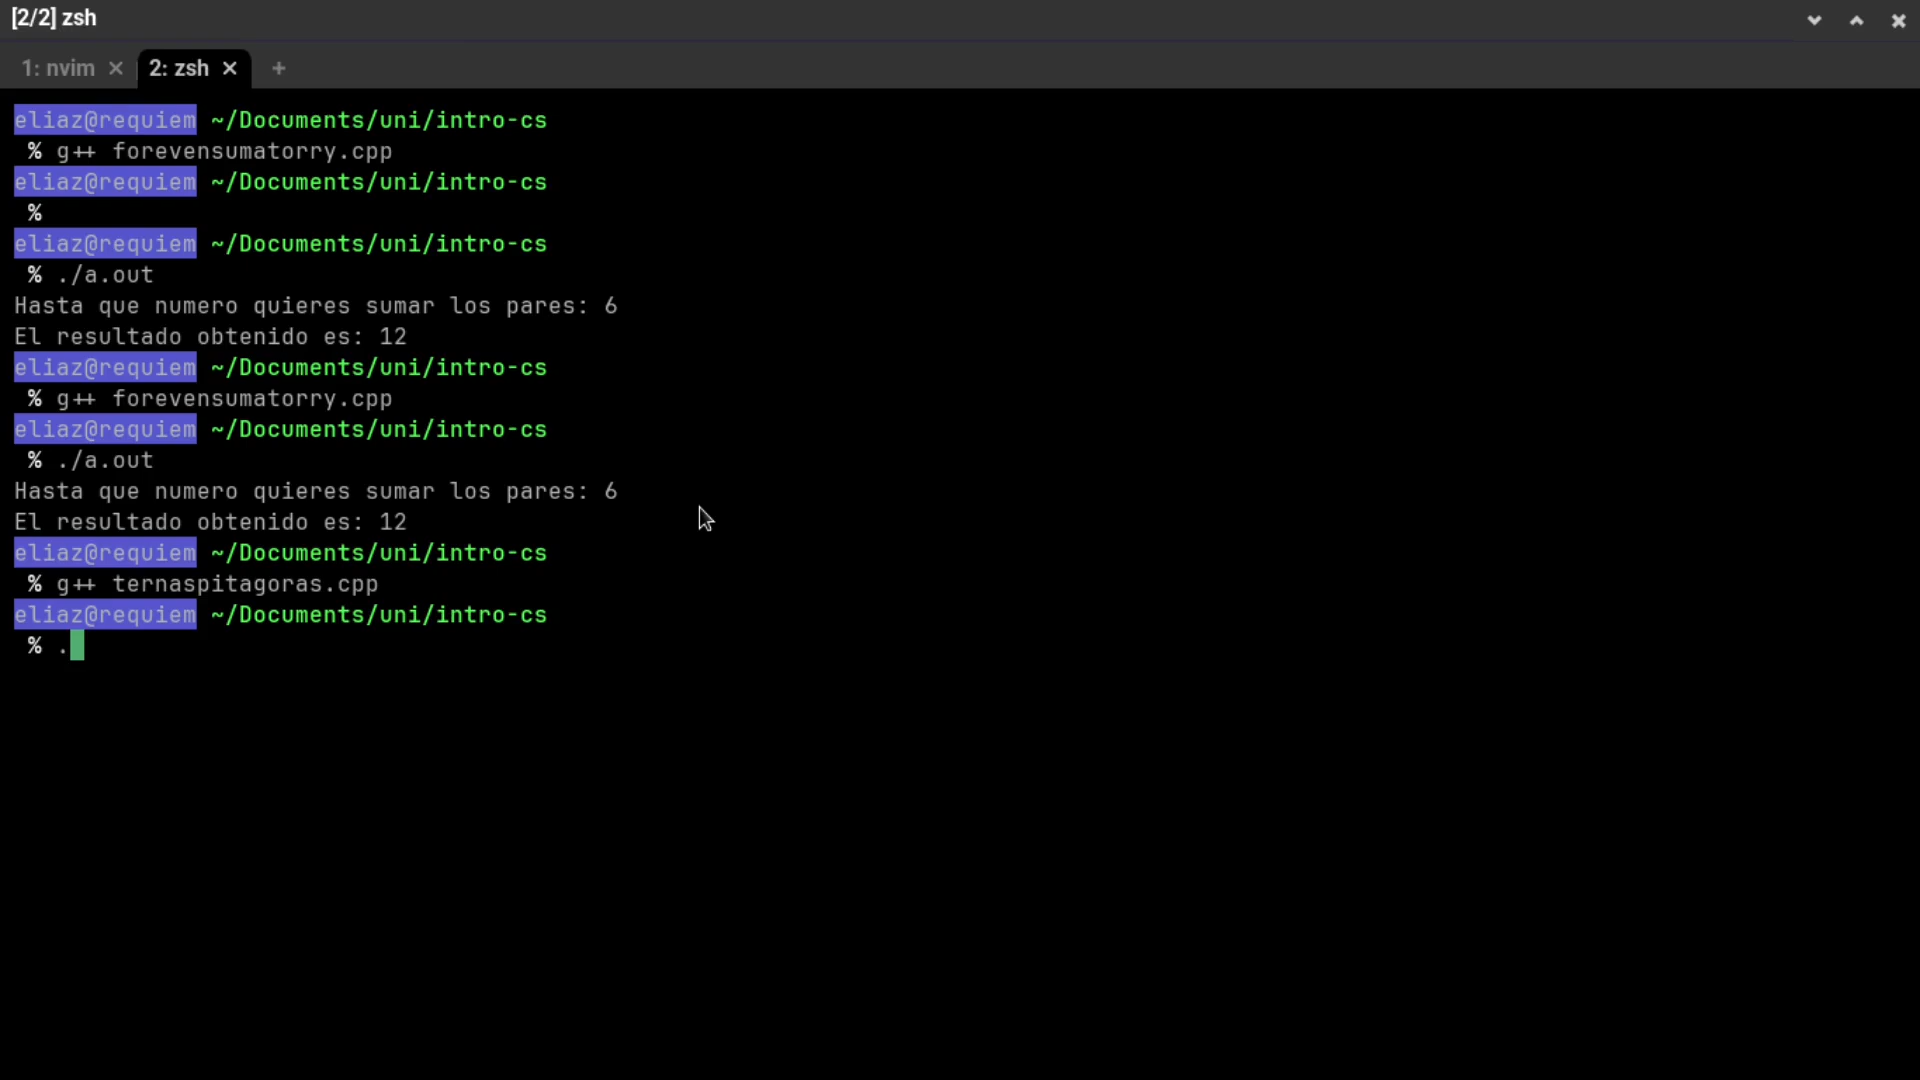 [2/2] zsh
1: nvim 2: zsh +
eliaz@requiem ~/Documents/uni/intro-cs
% g++ forevensumatorry.cpp
eliaz@requiem ~/Documents/uni/intro-cs
%
eliaz@requiem ~/Documents/uni/intro-cs
% ./a.out
Hasta que numero quieres sumar los pares: 6
El resultado obtenido es: 12
eliaz@requiem ~/Documents/uni/intro-cs
% g++ forevensumatorry.cpp
eliaz@requiem ~/Documents/uni/intro-cs
% ./a.out
Hasta que numero quieres sumar los pares: 6
El resultado obtenido es: 12
eliaz@requiem ~/Documents/uni/intro-cs
% g++ ternaspitagoras.cpp
eliaz@requiem ~/Documents/uni/intro-cs
% .